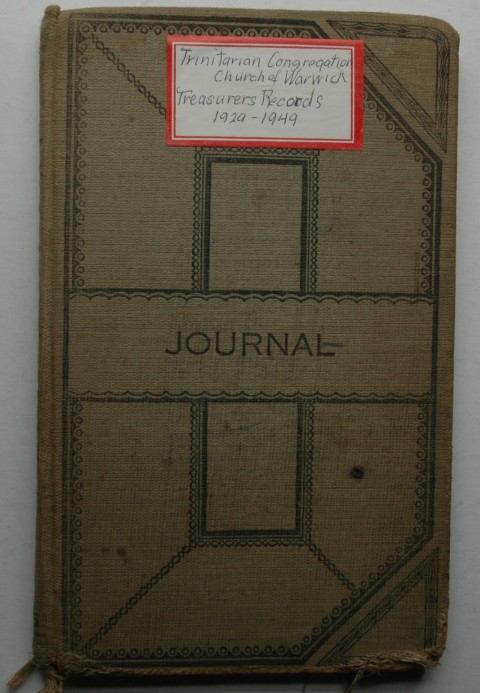 Trinitarian Congregation
Church of Warwick
Treasurers Records
1929-1949
JOURNAL